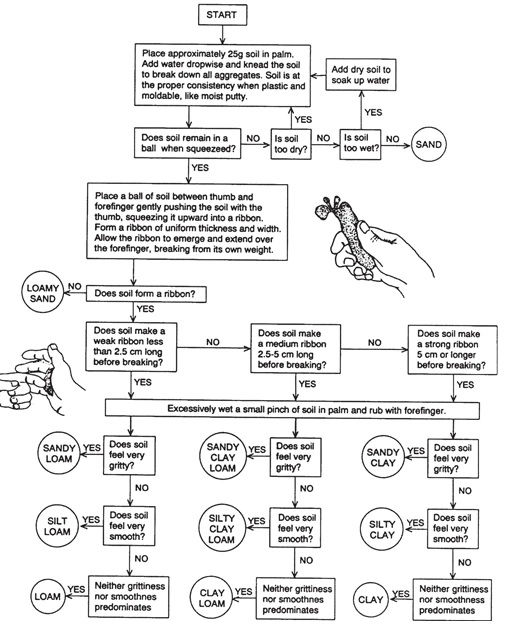 START
Place approximately 25g soil in palm.
Add water dropwise and knead the soil
to break down all aggregates. Soil is at
the proper consistency when plastic and
moldable, like moist putty.
Add dry soil to
soak up water
YES
YES
Does soil remain in a
ball when squeezeed?
NO
Is soil
too dry?
NO
Is soil
too wet?
NO
SAND
YES
Place a ball of soil between thumb and
forefinger gently pushing the soil with the
thumb, squeezing it upward into a ribbon.
Form a ribbon of uniform thickness and width.
Allow the ribbon to emerge and extend over
the forefinger, breaking from its own weight.
LOAMY
SAND
NO
Does soil form a ribbon?
YES
Does soil make a
weak ribbon less
than 2.5 cm long
before breaking?
NO
Does soil make
a medium ribbon
2.5-5 cm long
before breaking?
NO
Does soil make
a strong ribbon
5 cm or longer
before breaking?
YES
YES
YES
Excessively wet a small pinch of soil in palm and rub with forefinger.
SANDY
LOAM
YES
Does soil
feel very
gritty?
SANDY
CLAY
LOAM
YES
Does soil
feel very
gritty?
SANDY
CLAY
YES
Does soil
feel very
gritty?
NO
NO
NO
SILT
LOAM
YES
Does soil
feel very
smooth?
SILTY
CLAY
LOAM
YES
Does soil
feel very
smooth?
SILTY
CLAY
YES
Does soil
feel very
smooth?
NO
NO
NO
LOAM
YES
Neither grittiness
nor smoothnes
predominates
CLAY
LOAM
YES
Neither grittiness
nor smoothness
predominates
CLAY
YES
Neither grittiness
nor smoothness
predominates